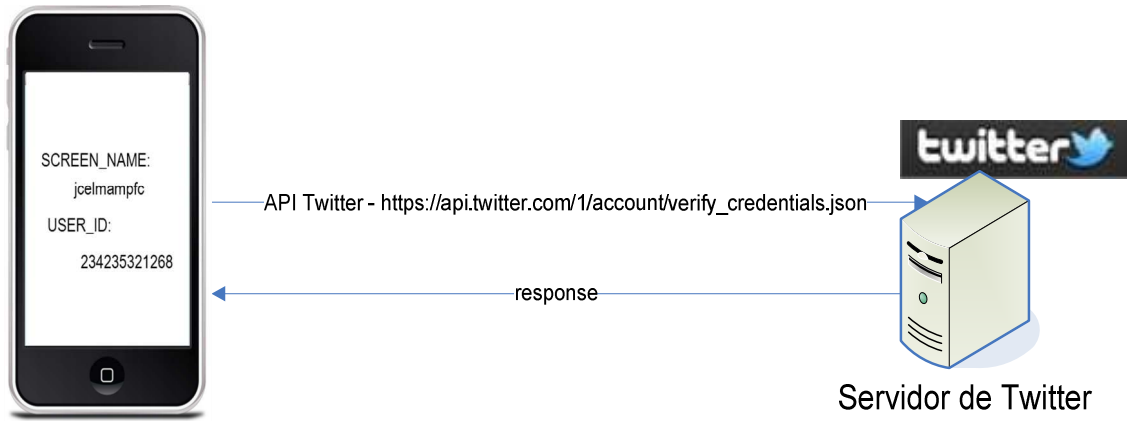 SCREEN_NAME:
jcelmampfc
USER_ID:
234235321268
API Twitter - https://api.twitter.com/1/account/verify_credentials.json
response
twitter
Servidor de Twitter